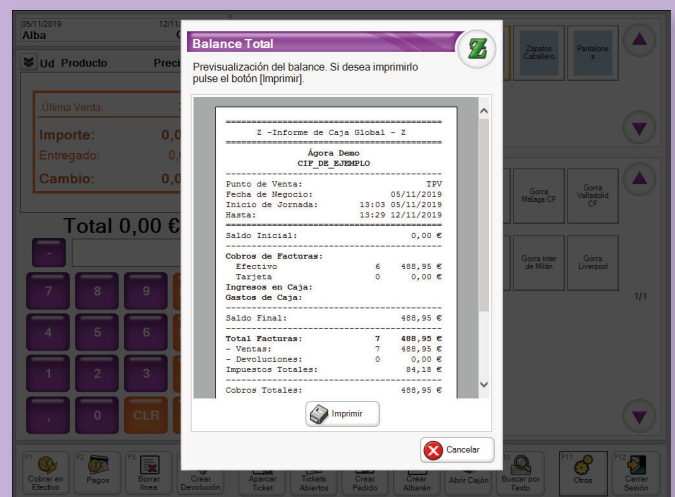 05/11/2019
Alba
Ud Producto
Última Venta:
Importe:
Entregado:
Cambio:
Total 0,00 €
-
7 8 9
4 5 6
1 2 3
, 0 CLR
Balance Total
Previsualización del balance. Si desea imprimirlo
pulse el botón [Imprimir].
Z -Informe de Caja Global - Z
Ágora Demo
CIF_DE_EJEMPLO
Punto de Venta: TPV
Fecha de Negocio: 05/11/2019
Inicio de Jornada: 13:03 05/11/2019
Hasta: 13:29 12/11/2019
Saldo Inicial: 0,00 €
Cobros de Facturas:
Efectivo 6 488,95 €
Tarjeta 0 0,00 €
Ingresos en Caja:
Gastos de Caja:
Saldo Final: 488,95 €
Total Facturas: 7 488,95 €
- Ventas: 7 488,95 €
- Devoluciones: 0 0,00 €
Impuestos Totales: 84,18 €
Cobros Totales: 488,95 €
Imprimir
Cancelar
Zapatos
Caballero
Pantalone
s
Gorra
Málaga CF
Gorra
Valladolid
CF
Gorra Inter
de Milán
Gorra
Liverpool
1/1
F1
Cobrar en
Efectivo
F2
Pagos
F3
Borrar
línea
Crear
Devolución
Aparcar
Ticket
Tickets
Abiertos
Crear
Pedido
Crear
Albarán
Abrir Cajón
F10
Buscar por
Texto
F11
Otros
F12
Cerrar
Sesión